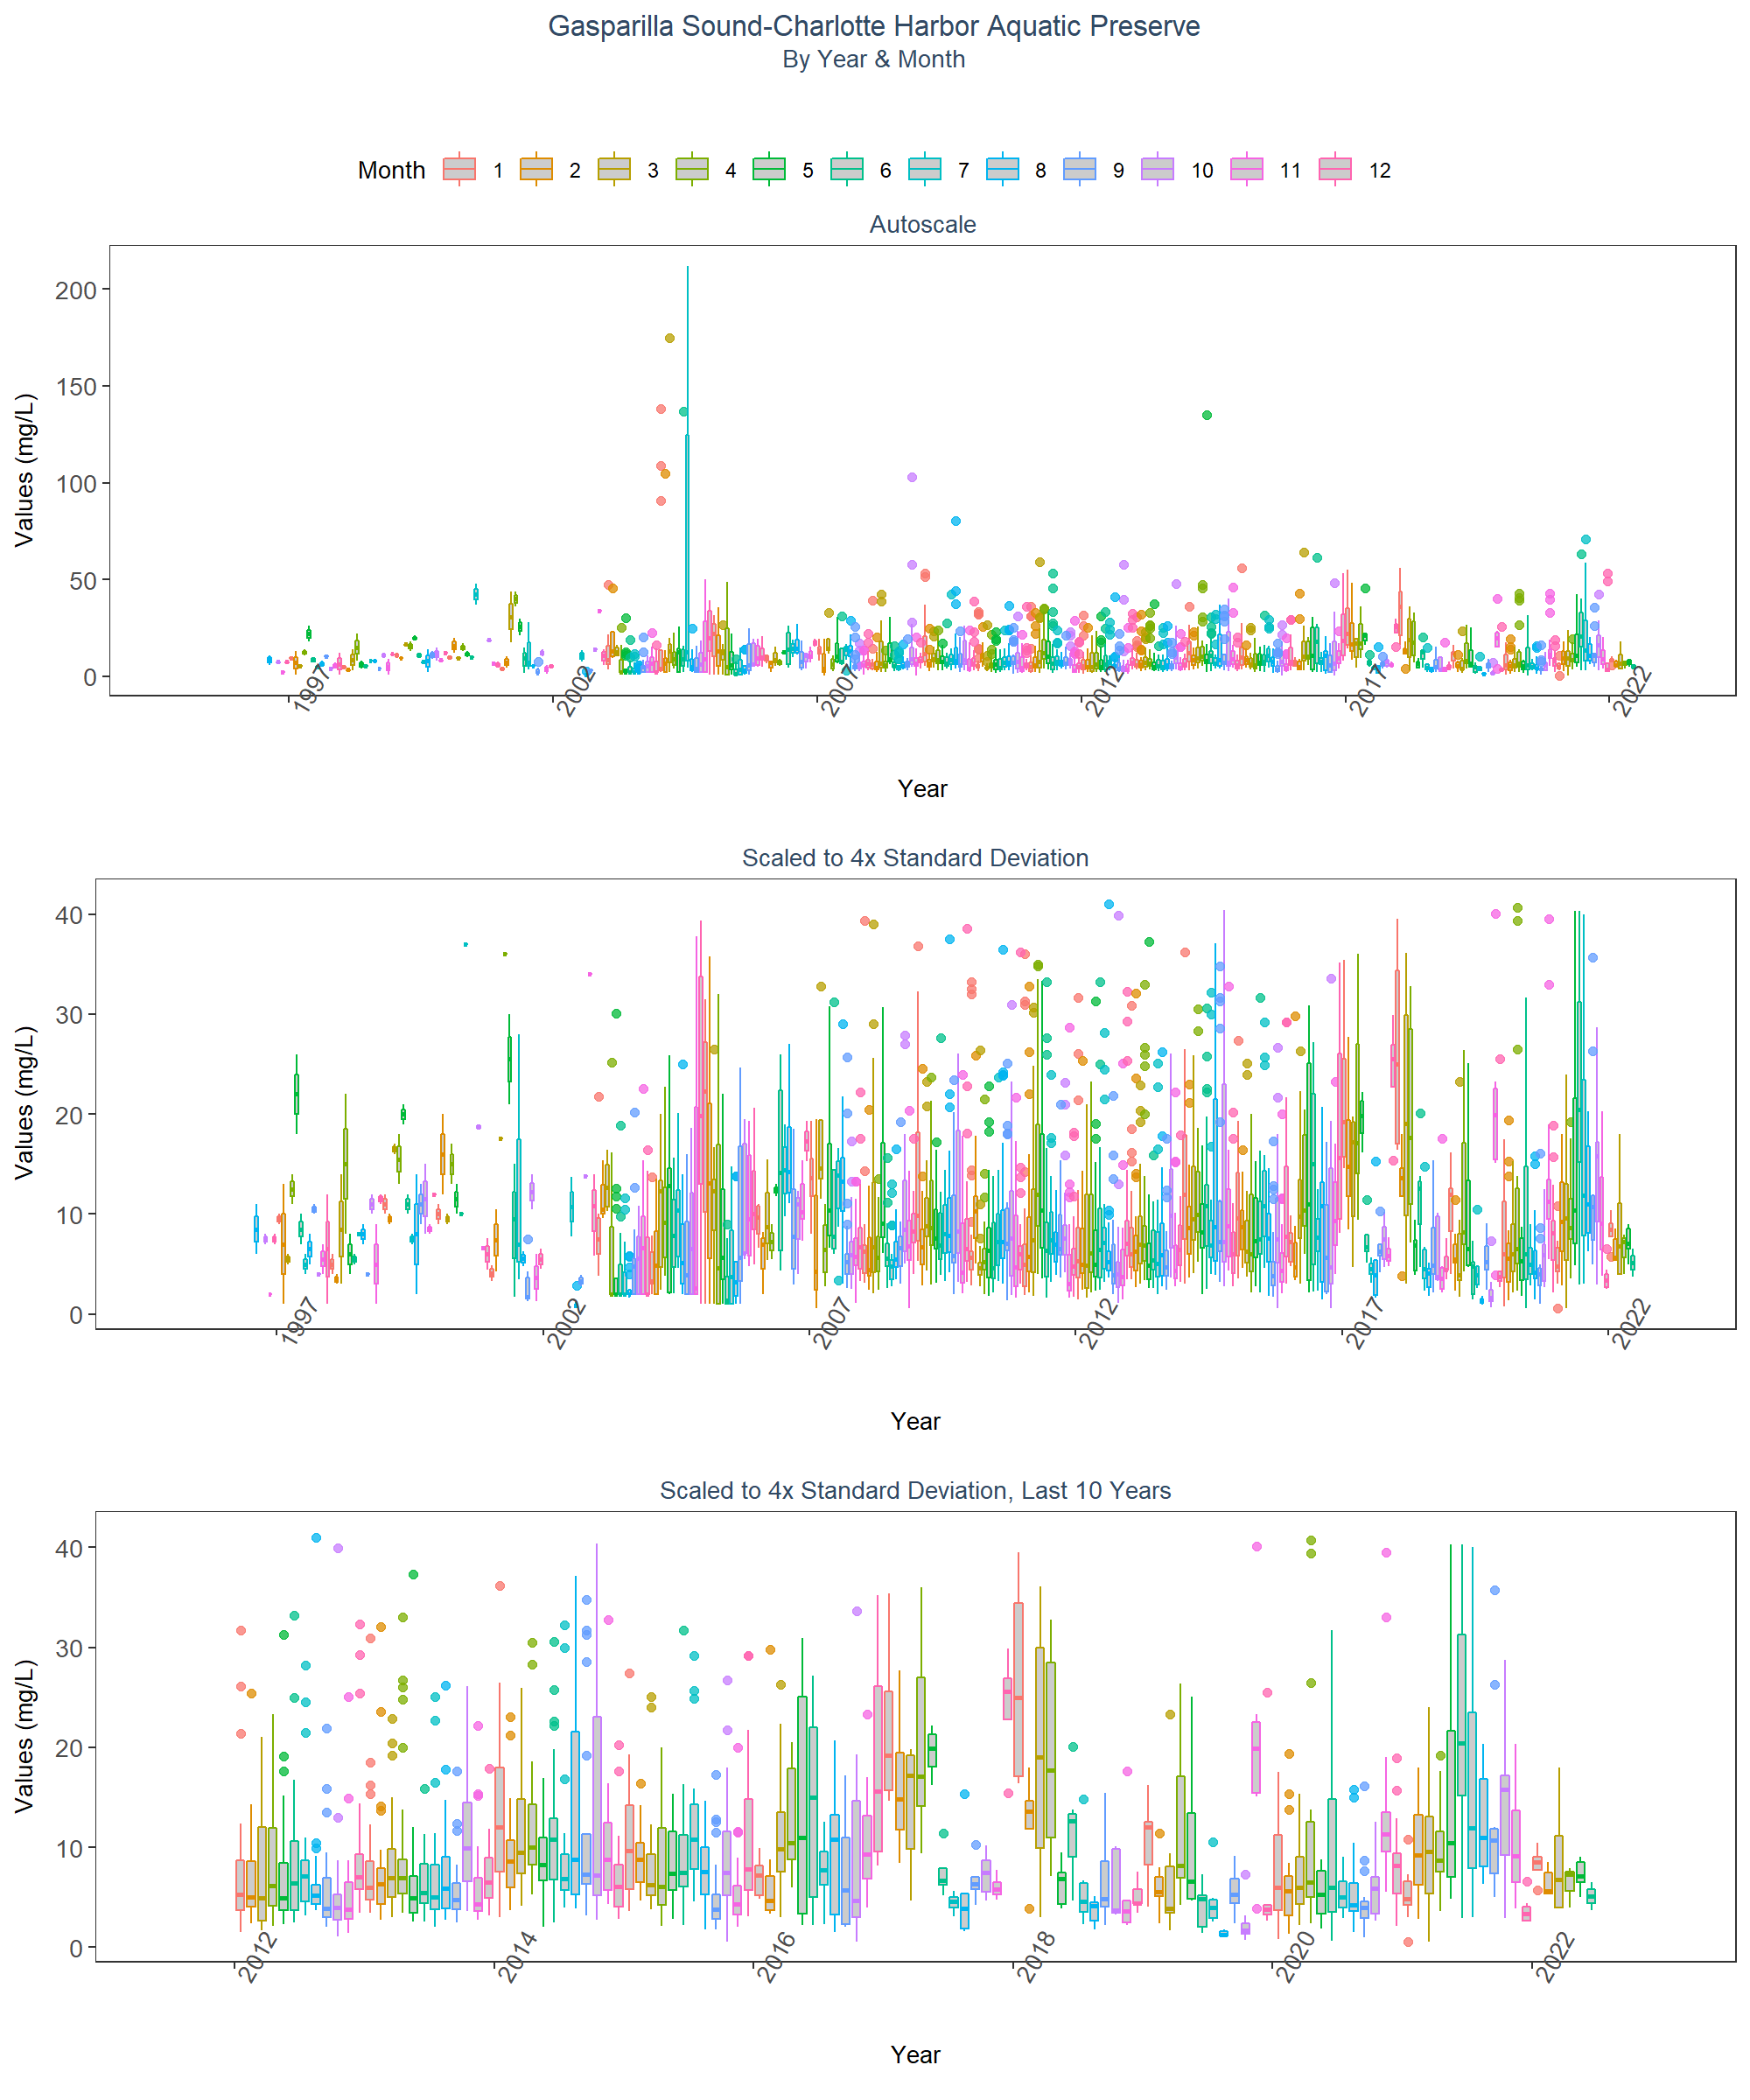 Gasparilla Sound-Charlotte Harbor Aquatic Preserve
By Year & Month
Month 1 2 3 4 5 6 7 8 9 10 11 12
Autoscale
Values (mg/L)
200
150
100
50
0
1997 2002 2007 2012 2017 2022
Year
Scaled to 4x Standard Deviation
Values (mg/L)
40
30
20
10
0
1997 2002 2007 2012 2017 2022
Year
Scaled to 4x Standard Deviation, Last 10 Years
Values (mg/L)
40
30
20
10
0
2012 2014 2016 2018 2020 2022
Year